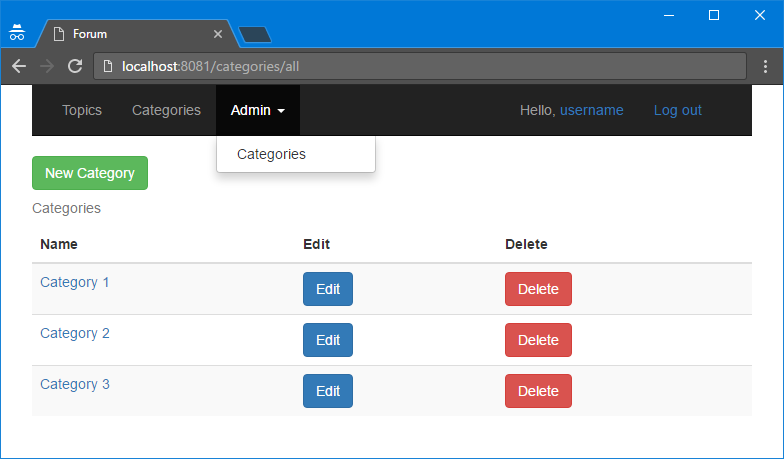 Forum
localhost:8081/categories/all
Topics Categories Admin Hello, username Log out
Categories
New Category
Categories
Name Edit Delete
Category 1 Edit Delete
Category 2 Edit Delete
Category 3 Edit Delete